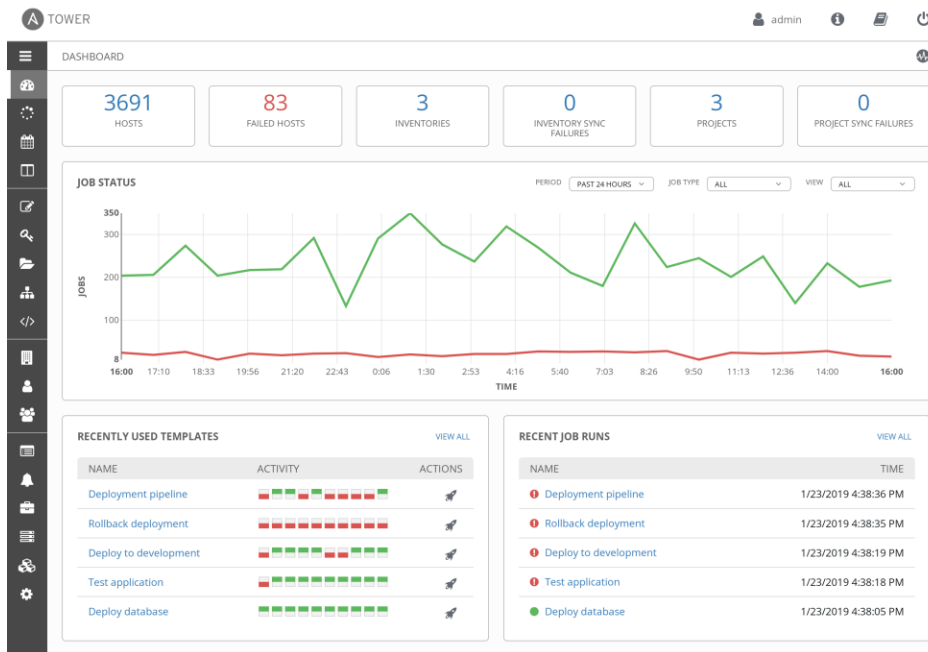 A TOWER admin
DASHBOARD
3691 83 3 0 3 0
HOSTS FAILED HOSTS INVENTORIES INVENTORY SYNC PROJECTS PROJECT SYNC FAILURES
FAILURES
JOB STATUS PERIOD PAST 24 HOURS JOB TYPE ALL VIEW ALL
350
300
200
JOBS
100
8
16:00 17:10 18:33 19:56 21:20 22:43 0:06 1:30 2:53 4:16 5:40 7:03 8:26 9:50 11:13 12:36 14:00 16:00
TIME
RECENTLY USED TEMPLATES VIEW ALL
NAME ACTIVITY ACTIONS
Deployment pipeline
Rollback deployment
Deploy to development
Test application
Deploy database
RECENT JOB RUNS VIEW ALL
NAME TIME
Deployment pipeline 1/23/2019 4:38:36 PM
Rollback deployment 1/23/2019 4:38:35 PM
Deploy to development 1/23/2019 4:38:19 PM
Test application 1/23/2019 4:38:18 PM
Deploy database 1/23/2019 4:38:05 PM